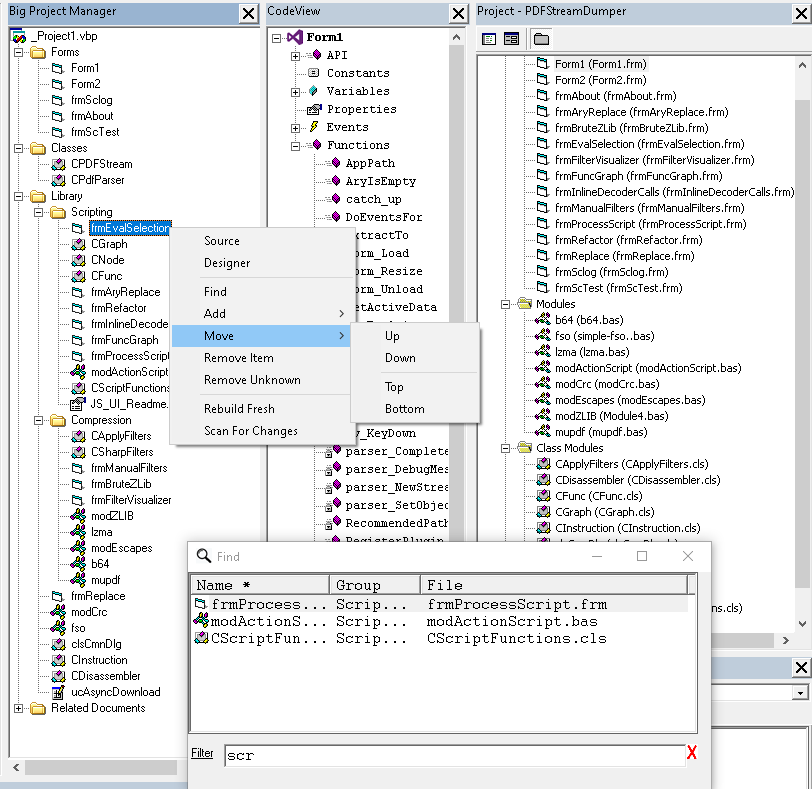 Big Project Manager
_Project1.vbp
Forms
Form1
Form2
frmSclog
frmAbout
frmScTest
Classes
CPDFStream
CPdfParser
Library
Scripting
frmEvalSelection
CGraph
CNode
CFunc
frmAryReplace
frmRefactor
frmInlineDecode
frmFuncGraph
frmProcessScript
modActionScript
CScriptFunctions
JS_UI_Readme.
Compression
CApplyFilters
CSharpFilters
frmManualFilters
frmBruteZLib
frmFilterVisualizer
modZLIB
lzma
modEscapes
b64
mupdf
frmReplace
modCrc
fso
clsCmnDlg
CInstruction
CDisassembler
ucAsyncDownload
Related Documents
Source
Designer
Find
Add
Move
Remove Item
Remove Unknown
Rebuild Fresh
Scan For Changes
Up
Down
Top
Bottom
CodeView
Form1
API
Constants
Variables
Properties
Events
Functions
AppPath
AryIsEmpty
catch_up
DoEventsFor
xtractTo
orm_Load
orm_Resize
orm_Unload
etActiveData
v_KeyDown
parser_Complete
parser_DebugMes
parser_NewStrea
parser_SetObjec
RecommendedPath
RegisterPlugin
Project - PDFStreamDumper
Form1 (Form1.frm)
Form2 (Form2.frm)
frmAbout (frmAbout.frm)
frmAryReplace (frmAryReplace.frm)
frmBruteZLib (frmBruteZLib.frm)
frmEvalSelection (frmEvalSelection.frm)
frmFilterVisualizer (frmFilterVisualizer.frm)
frmFuncGraph (frmFuncGraph.frm)
frmInlineDecoderCalls (frmInlineDecoderCalls.frm)
frmManualFilters (frmManualFilters.frm)
frmProcessScript (frmProcessScript.frm)
frmRefactor (frmRefactor.frm)
frmReplace (frmReplace.frm)
frmSclog (frmSclog.frm)
frmScTest (frmScTest.frm)
Modules
b64 (b64.bas)
fso (simple-fso..bas)
lzma (lzma.bas)
modActionScript (modActionScript.bas)
modCrc (modCrc.bas)
modEscapes (modEscapes.bas)
modZLIB (Module4.bas)
mupdf (mupdf.bas)
Class Modules
CApplyFilters (CApplyFilters.cls)
CDisassembler (CDisassembler.cls)
CFunc (CFunc.cls)
CGraph (CGraph.cls)
CInstruction (CInstruction.cls)
ns.cls)
Find
Name * Group File
frmProcess... Scrip... frmProcessScript.frm
modActionS... Scrip... modActionScript.bas
CScriptFun... Scrip... CScriptFunctions.cls
Filter scr X